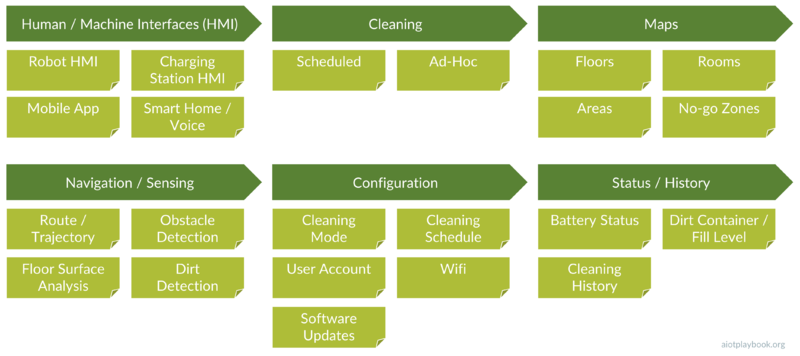 Human / Machine Interfaces (HMI)
Robot HMI
Charging
Station HMI
Mobile App
Smart Home /
Voice
Cleaning
Scheduled
Ad-Hoc
Maps
Floors
Rooms
Areas
No-go Zones
Navigation / Sensing
Route /
Trajectory
Obstacle
Detection
Floor Surface
Analysis
Dirt
Detection
Configuration
Cleaning
Mode
Cleaning
Schedule
User Account
Wifi
Software
Updates
Status / History
Battery Status
Dirt Container /
Fill Level
Cleaning
History
aiotplaybook.org